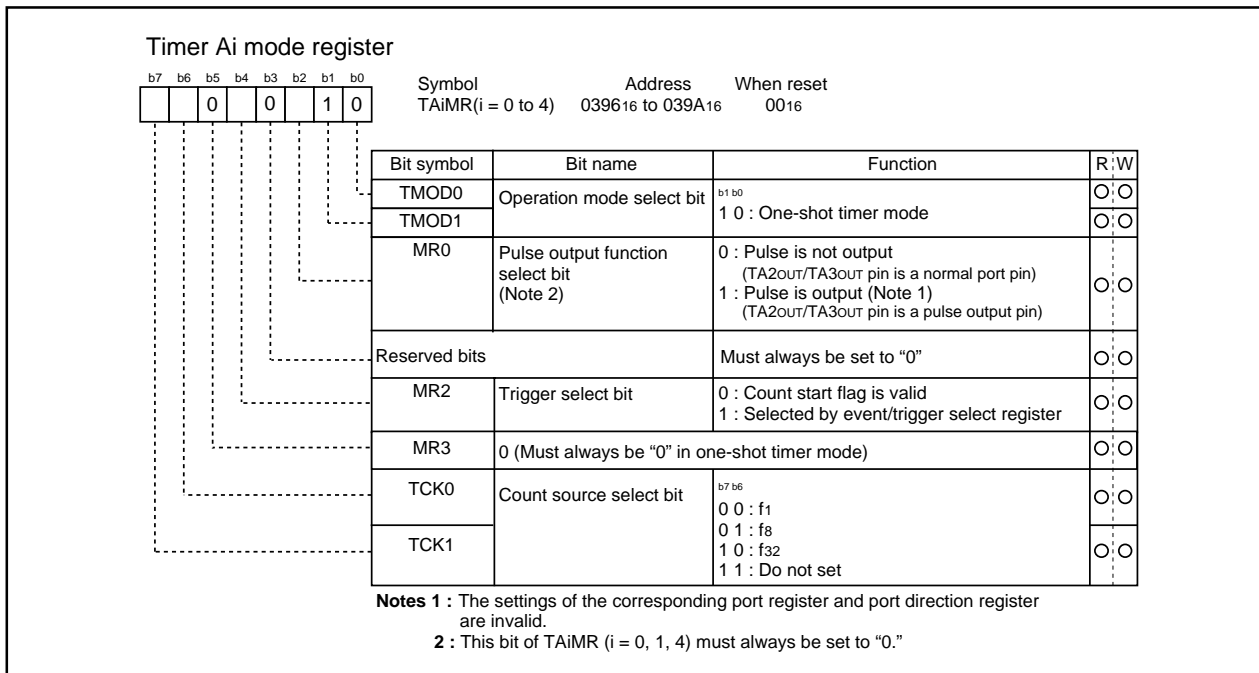 Timer Ai mode register
b7 b6 b5 b4 b3 b2 b1 b0
0 0 1 0
Symbol Address When reset
TAiMR(i = 0 to 4) 039616 to 039A16 0016
Bit symbol Bit name Function R W
TMOD0 Operation mode select bit b1 b0
1 0 : One-shot timer mode
TMOD1
MR0 Pulse output function select bit (Note 2)
0 : Pulse is not output
(TA2OUT/TA3OUT pin is a normal port pin)
1 : Pulse is output (Note 1)
(TA2OUT/TA3OUT pin is a pulse output pin)
Reserved bits Must always be set to “0”
MR2 Trigger select bit 0 : Count start flag is valid
1 : Selected by event/trigger select register
MR3 0 (Must always be “0” in one-shot timer mode)
TCK0 Count source select bit b7 b6
0 0 : f1
0 1 : f8
TCK1 1 0 : f32
1 1 : Do not set
Notes 1 : The settings of the corresponding port register and port direction register
are invalid.
2 : This bit of TAiMR (i = 0, 1, 4) must always be set to “0.”